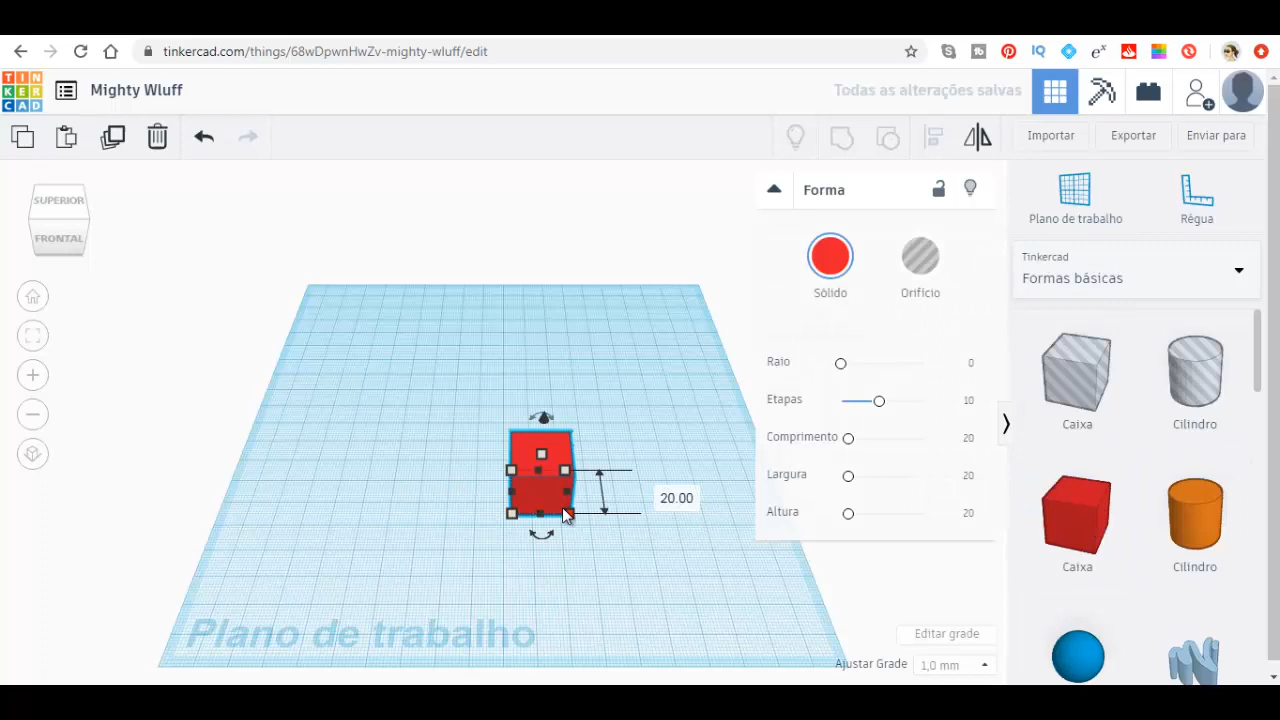 tinkercad.com/things/68wDpwnHwZv-mighty-wluff/edit
IQ
e^x
TIN
KER
CAD
Mighty Wluff
Todas as alterações salvas
Importar
Exportar
Enviar para
SUPERIOR
FRONTAL
Forma
Sólido
Orifício
Raio 0
Etapas 10
Comprimento 20
Largura 20
Altura 20
20.00
Plano de trabalho
Régua
Tinkercad
Formas básicas
Caixa
Cilindro
Caixa
Cilindro
Plano de trabalho
Editar grade
Ajustar Grade 1,0 mm